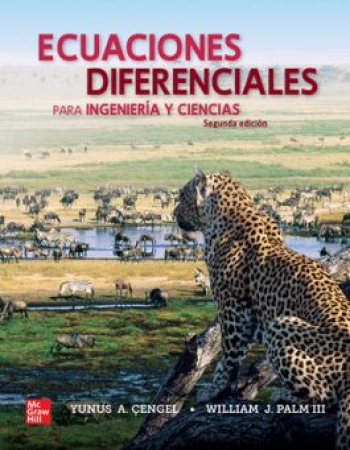 ECUACIONES
DIFERENCIALES
PARA INGENIERÍA Y CIENCIAS
Segunda edición
Mc
Graw
Hill
YUNUS A. ÇENGEL • WILLIAM J. PALM III